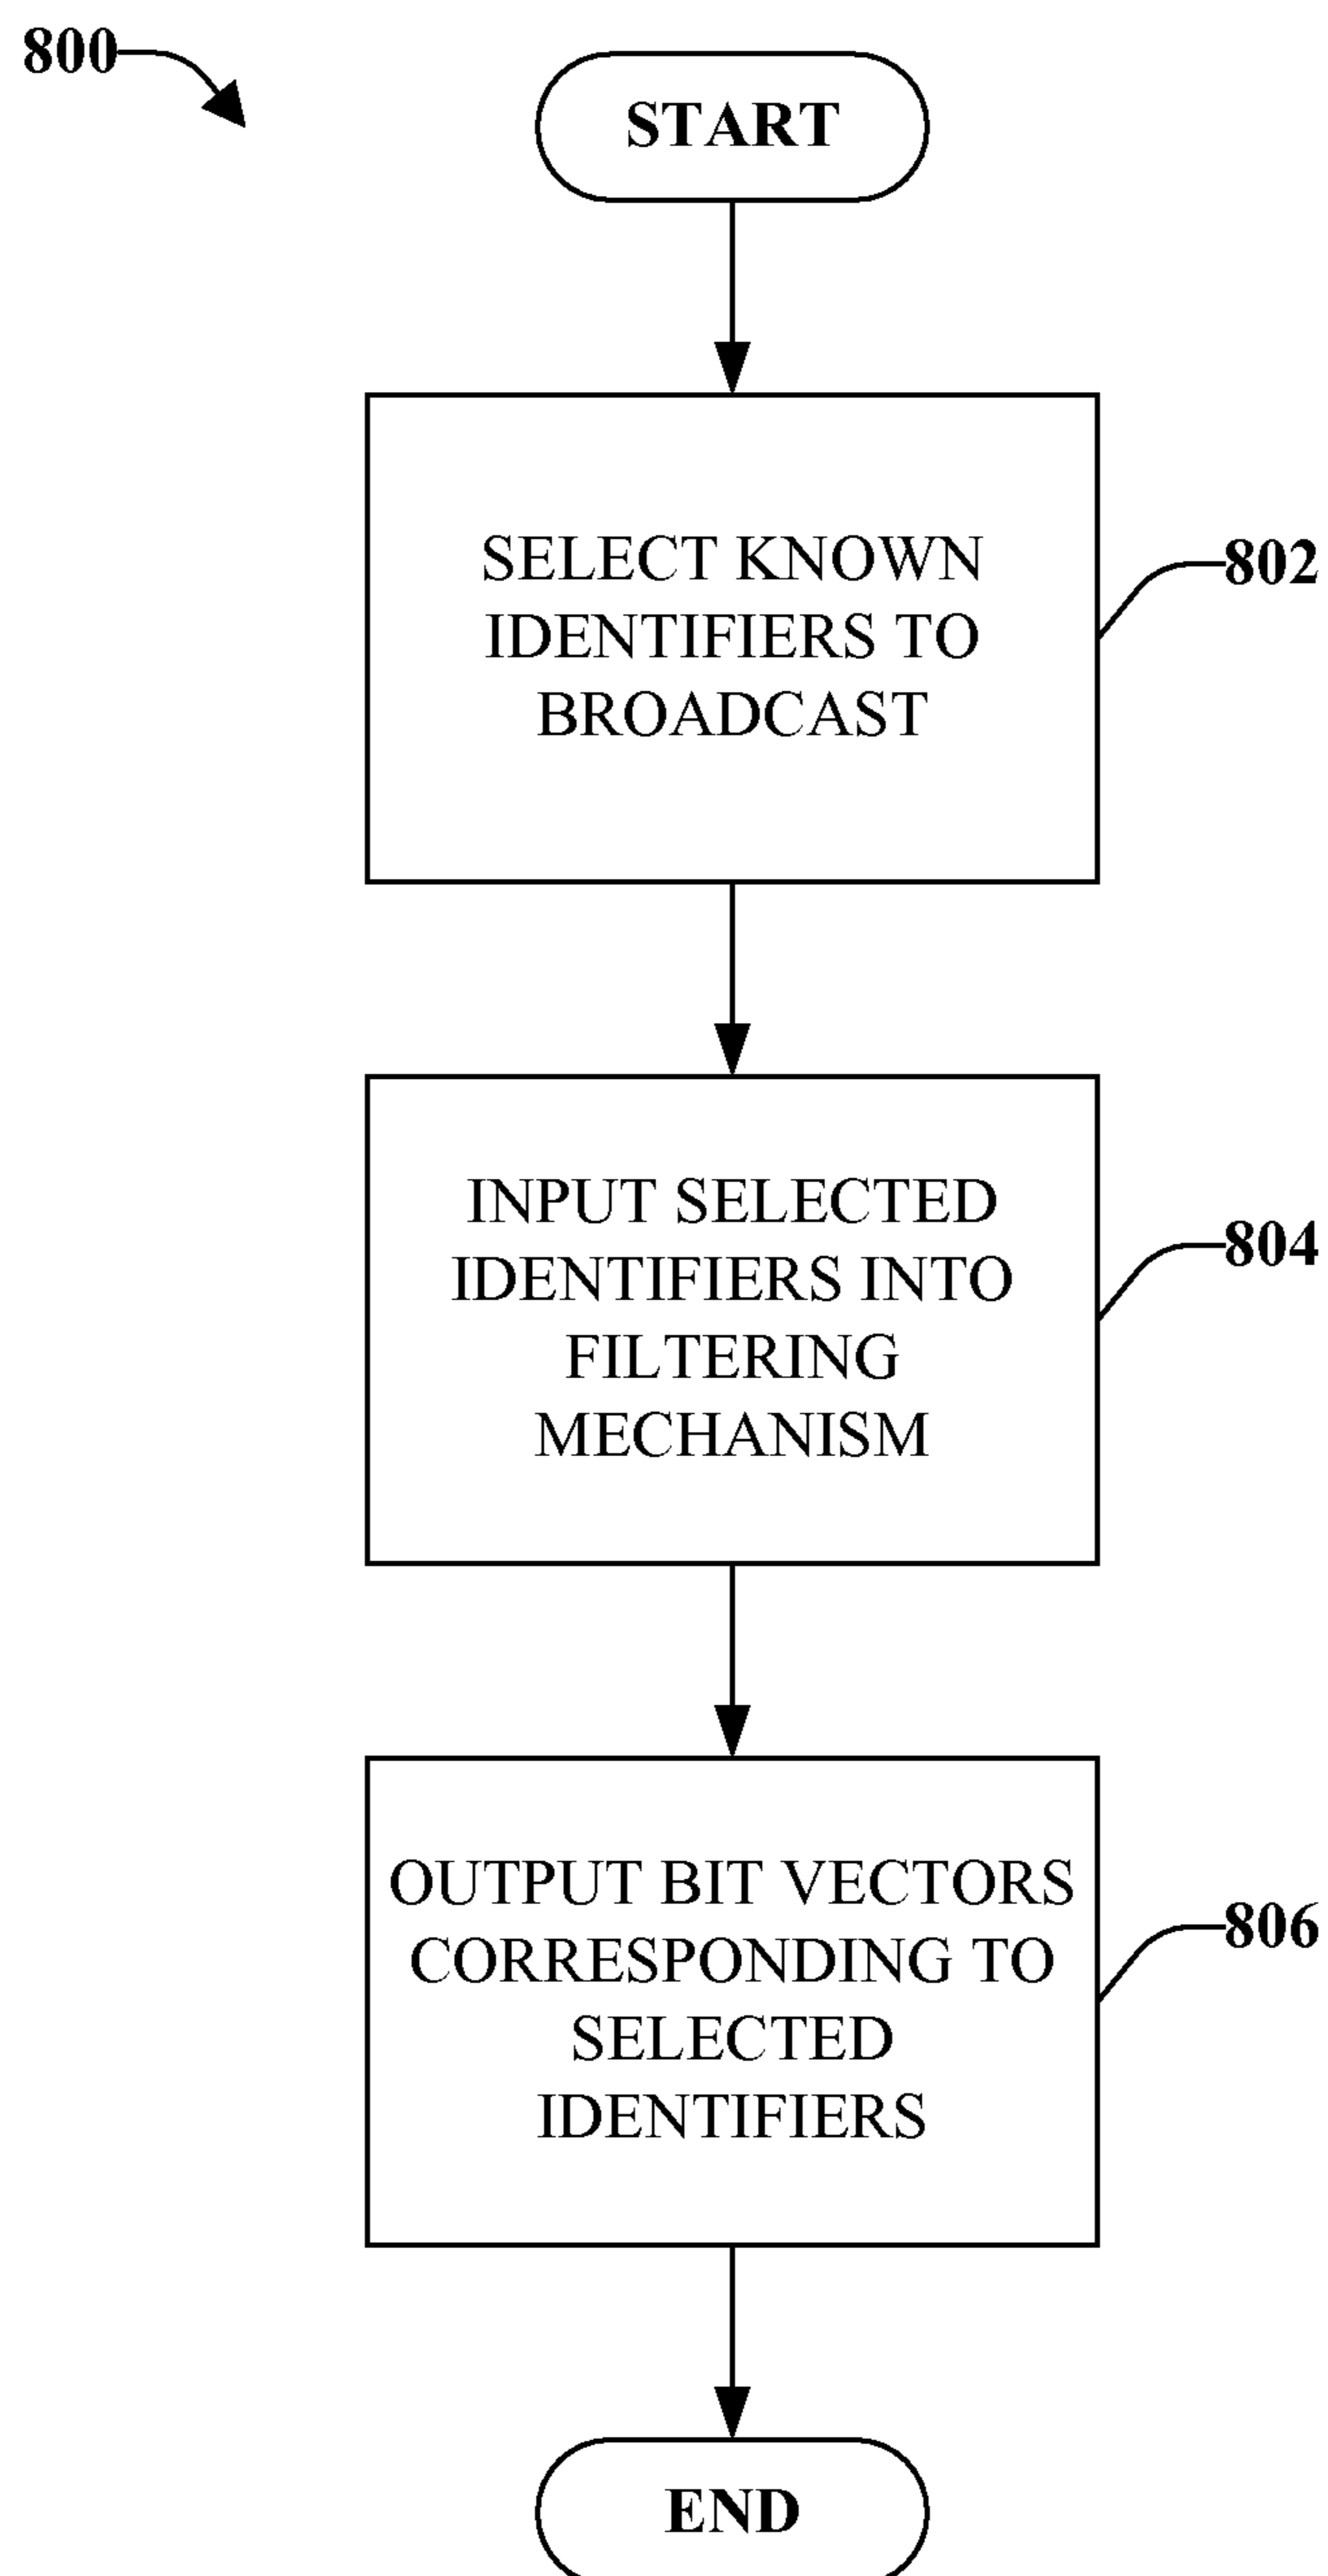 800
START
SELECT KNOWN
IDENTIFIERS TO
BROADCAST
802
INPUT SELECTED
IDENTIFIERS INTO
FILTERING
MECHANISM
804
OUTPUT BIT VECTORS
CORRESPONDING TO
SELECTED
IDENTIFIERS
806
END